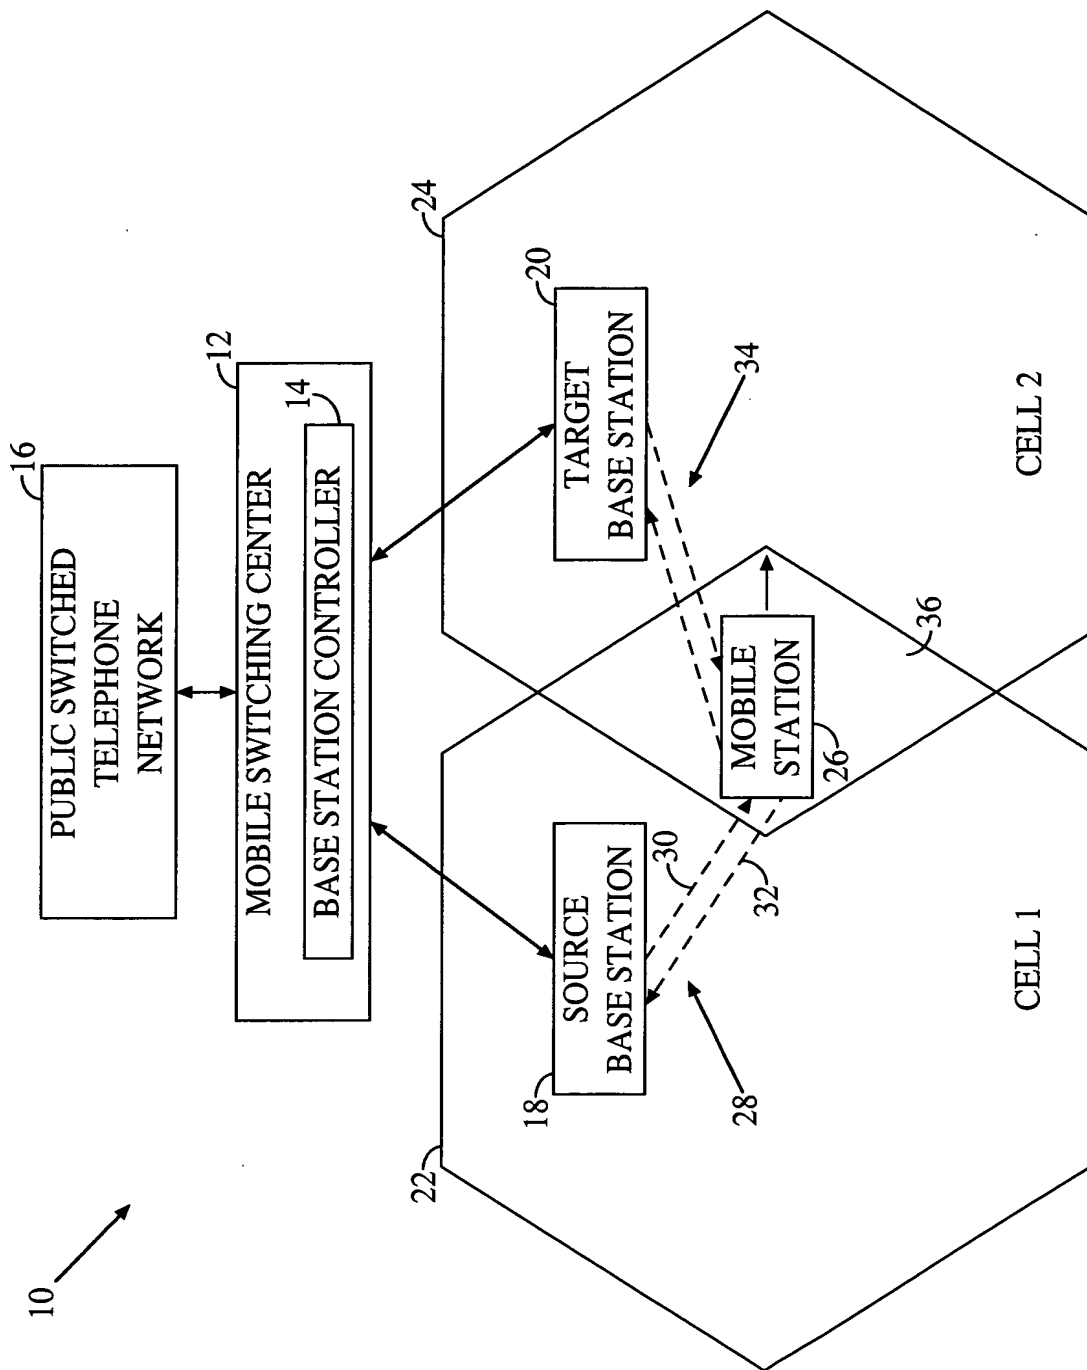 10
PUBLIC SWITCHED
TELEPHONE
NETWORK
16
MOBILE SWITCHING CENTER
12
BASE STATION CONTROLLER
14
22
24
SOURCE
BASE STATION
18
TARGET
BASE STATION
20
28
30
32
34
MOBILE
STATION
26
36
CELL 1
CELL 2